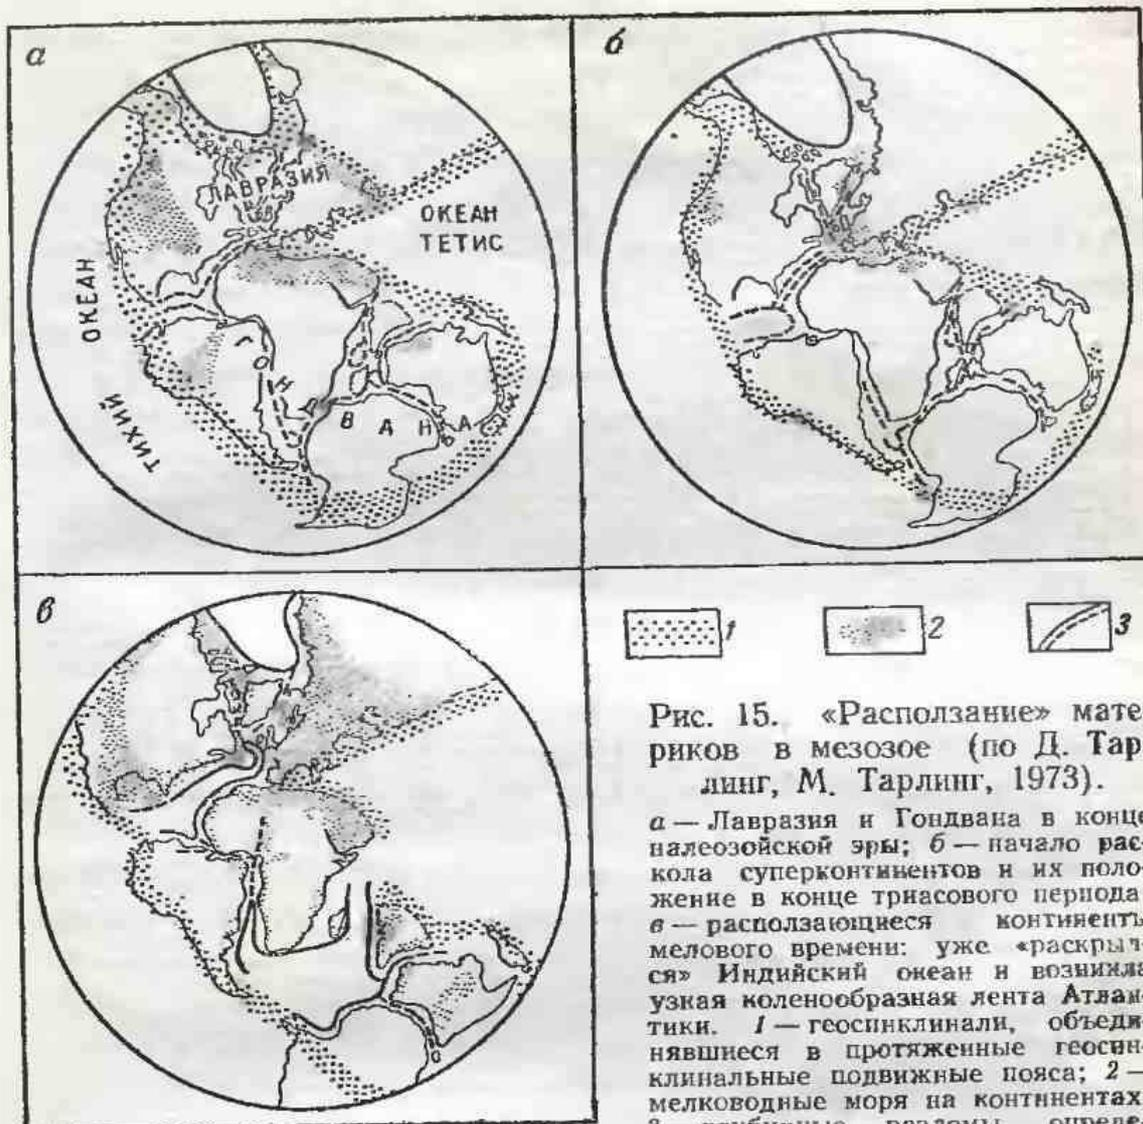 а
б
ЛАВРАЗИЯ
ОКЕАН
ТЕТИС
ОКЕАН
ТИХИЙ
Г О Н Д В А Н А
в
1
2
3
Рис. 15. «Расползание» мате-
риков в мезозое (по Д. Тар-
линг, М. Тарлинг, 1973).
а — Лавразия и Гондвана в конце
палеозойской эры; б — начало рас-
кола суперконтинентов и их поло-
жение в конце триасового периода
в — расползающиеся континенты
мелового времени: уже «раскрыл-
ся» Индийский океан и возникла
узкая коленообразная лента Атлан-
тики. 1 — геосинклинали, объеди-
нявшиеся в протяженные геосин-
клинальные подвижные пояса; 2 —
мелководные моря на континентах